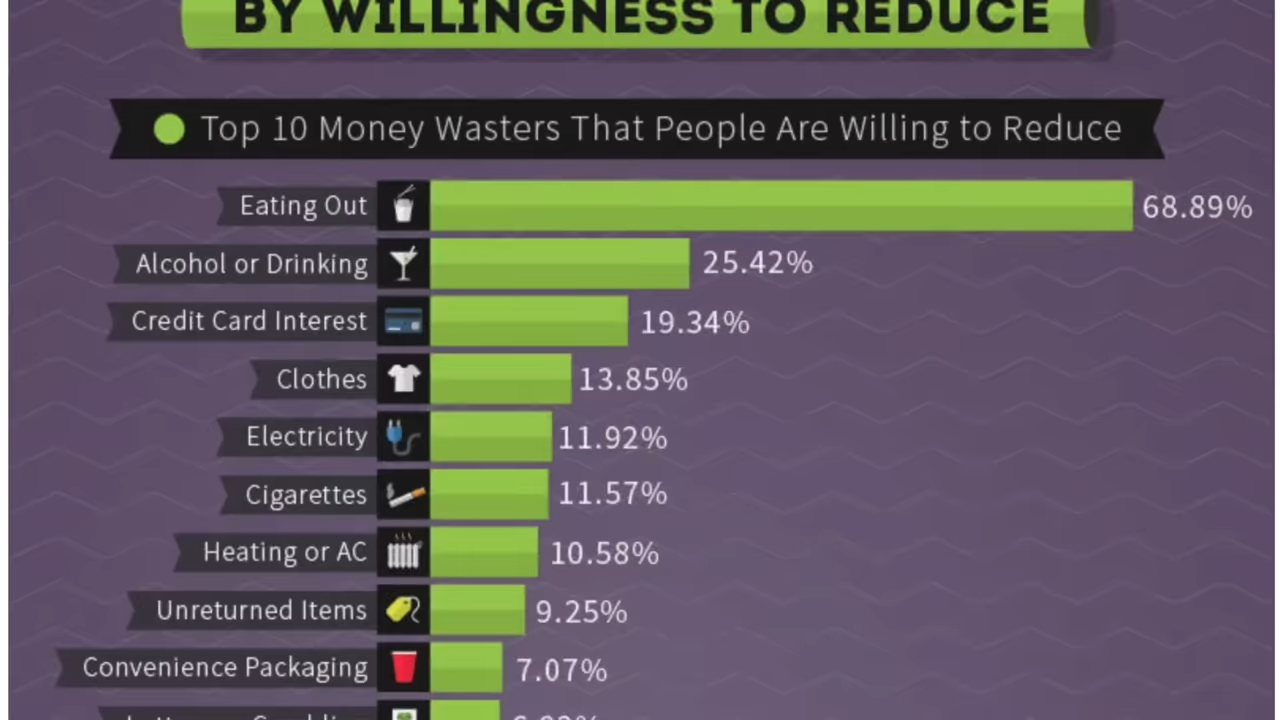 BY WILLINGNESS TO REDUCE
Top 10 Money Wasters That People Are Willing to Reduce
Eating Out 68.89%
Alcohol or Drinking 25.42%
Credit Card Interest 19.34%
Clothes 13.85%
Electricity 11.92%
Cigarettes 11.57%
Heating or AC 10.58%
Unreturned Items 9.25%
Convenience Packaging 7.07%